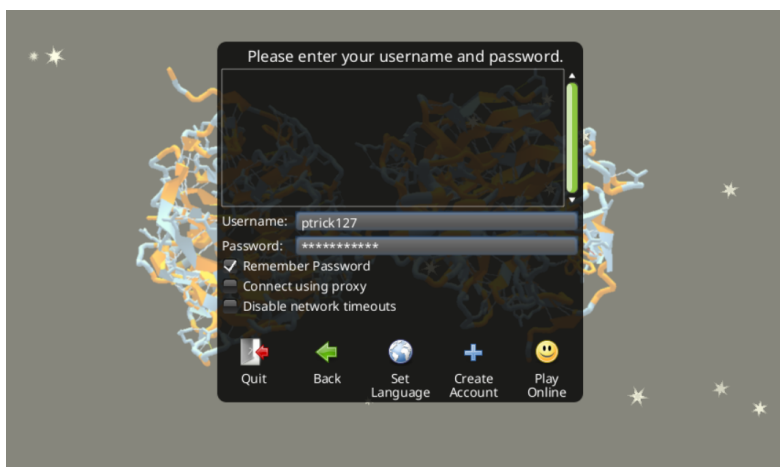 Please enter your username and password.
Username: ptrick127
Password: ***********
Remember Password
Connect using proxy
Disable network timeouts
Quit Back Set Language Create Account Play Online